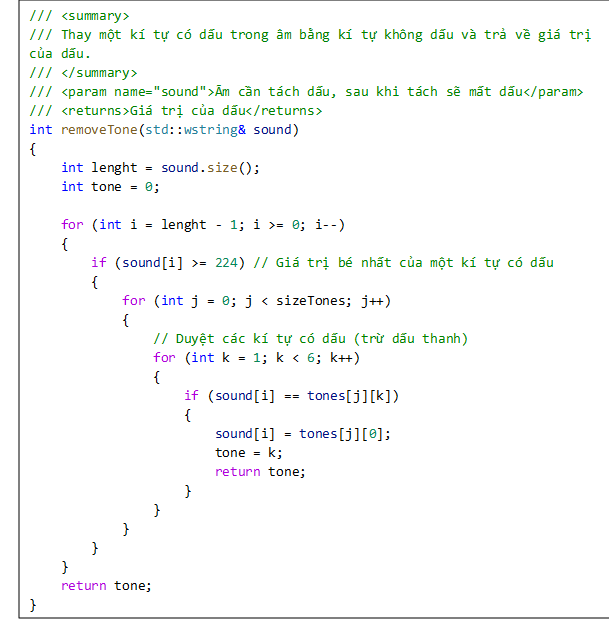 /// <summary>
/// Thay một kí tự có dấu trong âm bằng kí tự không dấu và trả về giá trị
của dấu.
/// </summary>
/// <param name="sound">Âm cần tách dấu, sau khi tách sẽ mất dấu</param>
/// <returns>Giá trị của dấu</returns>
int removeTone(std::wstring& sound)
{
    int lenght = sound.size();
    int tone = 0;

    for (int i = lenght - 1; i >= 0; i--)
    {
        if (sound[i] >= 224) // Giá trị bé nhất của một kí tự có dấu
        {
            for (int j = 0; j < sizeTones; j++)
            {
                // Duyệt các kí tự có dấu (trừ dấu thanh)
                for (int k = 1; k < 6; k++)
                {
                    if (sound[i] == tones[j][k])
                    {
                        sound[i] = tones[j][0];
                        tone = k;
                        return tone;
                    }
                }
            }
        }
    }
    return tone;
}